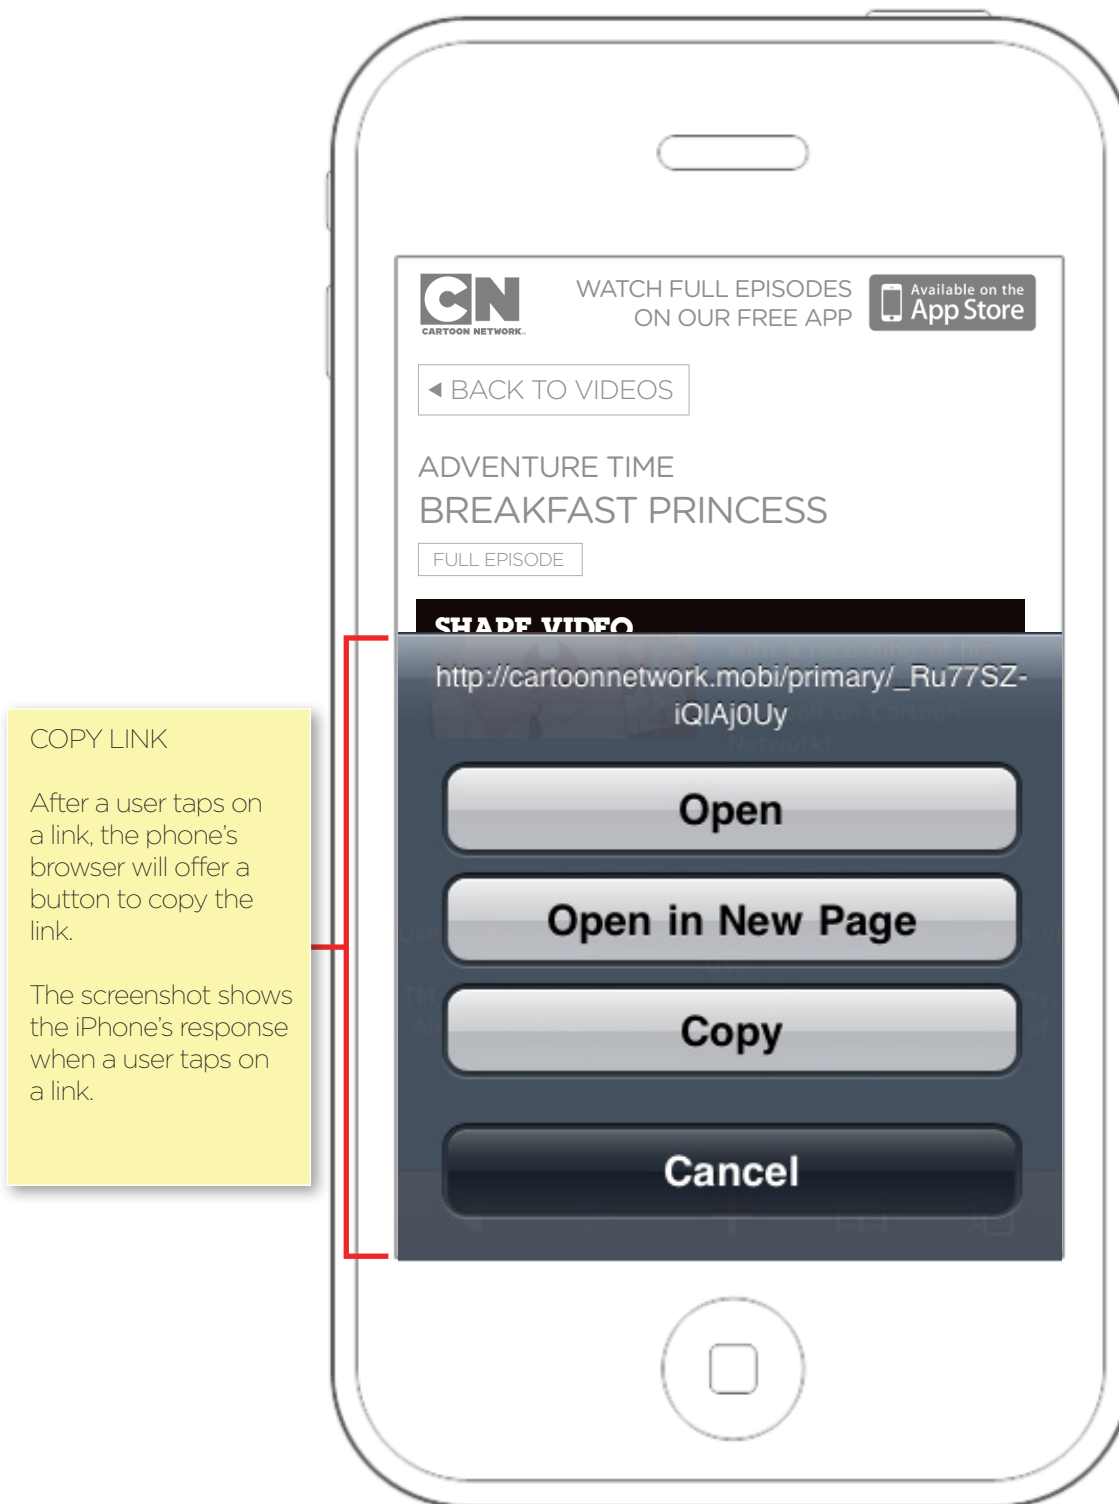 CN
CARTOON NETWORK™
WATCH FULL EPISODES
ON OUR FREE APP
Available on the
App Store
BACK TO VIDEOS
ADVENTURE TIME
BREAKFAST PRINCESS
FULL EPISODE
SHARE VIDEO
http://cartoonnetwork.mobi/primary/_Ru77SZ-
iQlAj0Uy
Open
Open in New Page
Copy
Cancel
COPY LINK
After a user taps on
a link, the phone’s
browser will offer a
button to copy the
link.
The screenshot shows
the iPhone’s response
when a user taps on
a link.